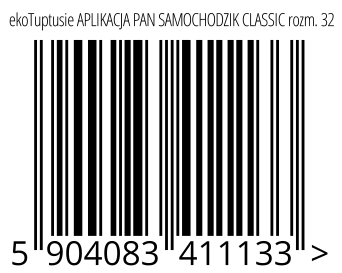 ekoTuptusie APLIKACJA PAN SAMOCHODZIK CLASSIC rozm. 32
5 904083 411133 >